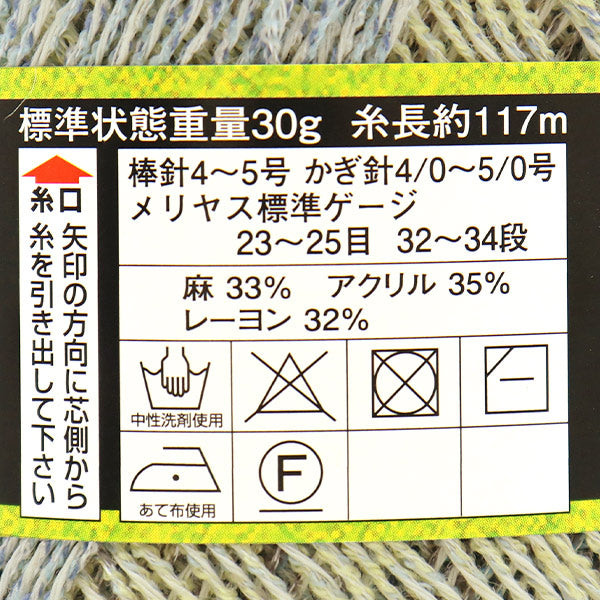 標準状態重量30g 糸長約117m
糸口
矢印の方向に芯側から
糸を引き出して下さい
棒針4～5号 かぎ針4/0～5/0号
メリヤス標準ゲージ
23～25目 32～34段
麻 33% アクリル 35%
レーヨン 32%
中性洗剤使用
あて布使用
F